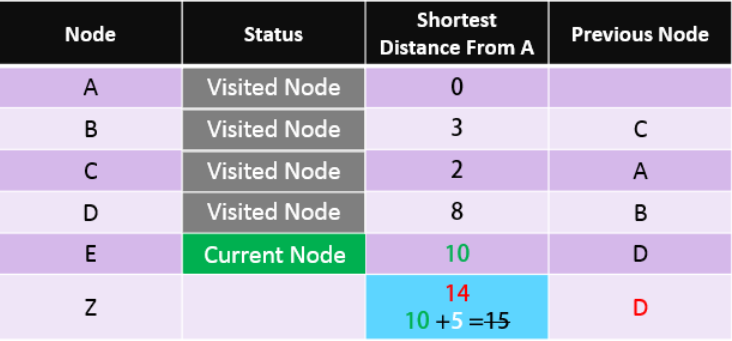 Node Status Shortest Distance From A Previous Node
A Visited Node 0
B Visited Node 3 C
C Visited Node 2 A
D Visited Node 8 B
E Current Node 10 D
Z 14 D
10 +5 =15